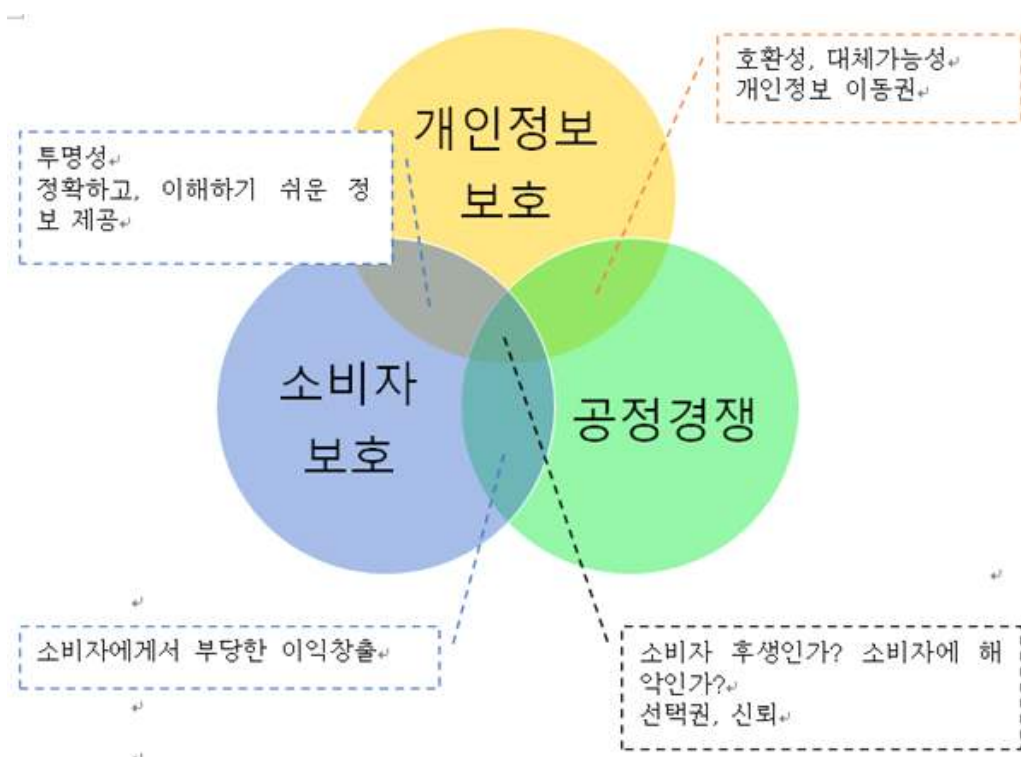 호환성, 대체가능성
개인정보 이동권
개인정보
보호
투명성
정확하고, 이해하기 쉬운 정
보 제공
소비자
보호
공정경쟁
소비자에게서 부당한 이익창출
소비자 후생인가? 소비자에 해
악인가?
선택권, 신뢰